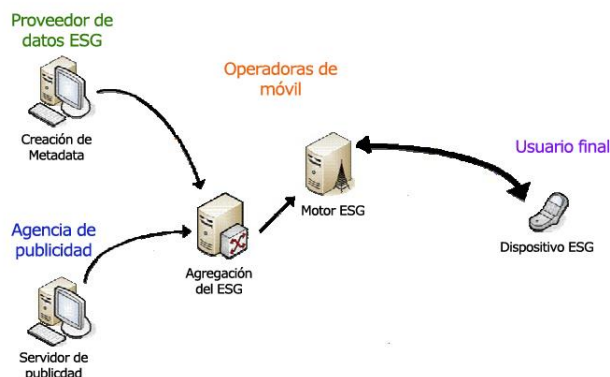 Proveedor de
datos ESG
Creación de
Metadata
Operadoras de
móvil
Motor ESG
Usuario final
Dispositivo ESG
Agencia de
publicidad
Agregación
del ESG
Servidor de
publicdad